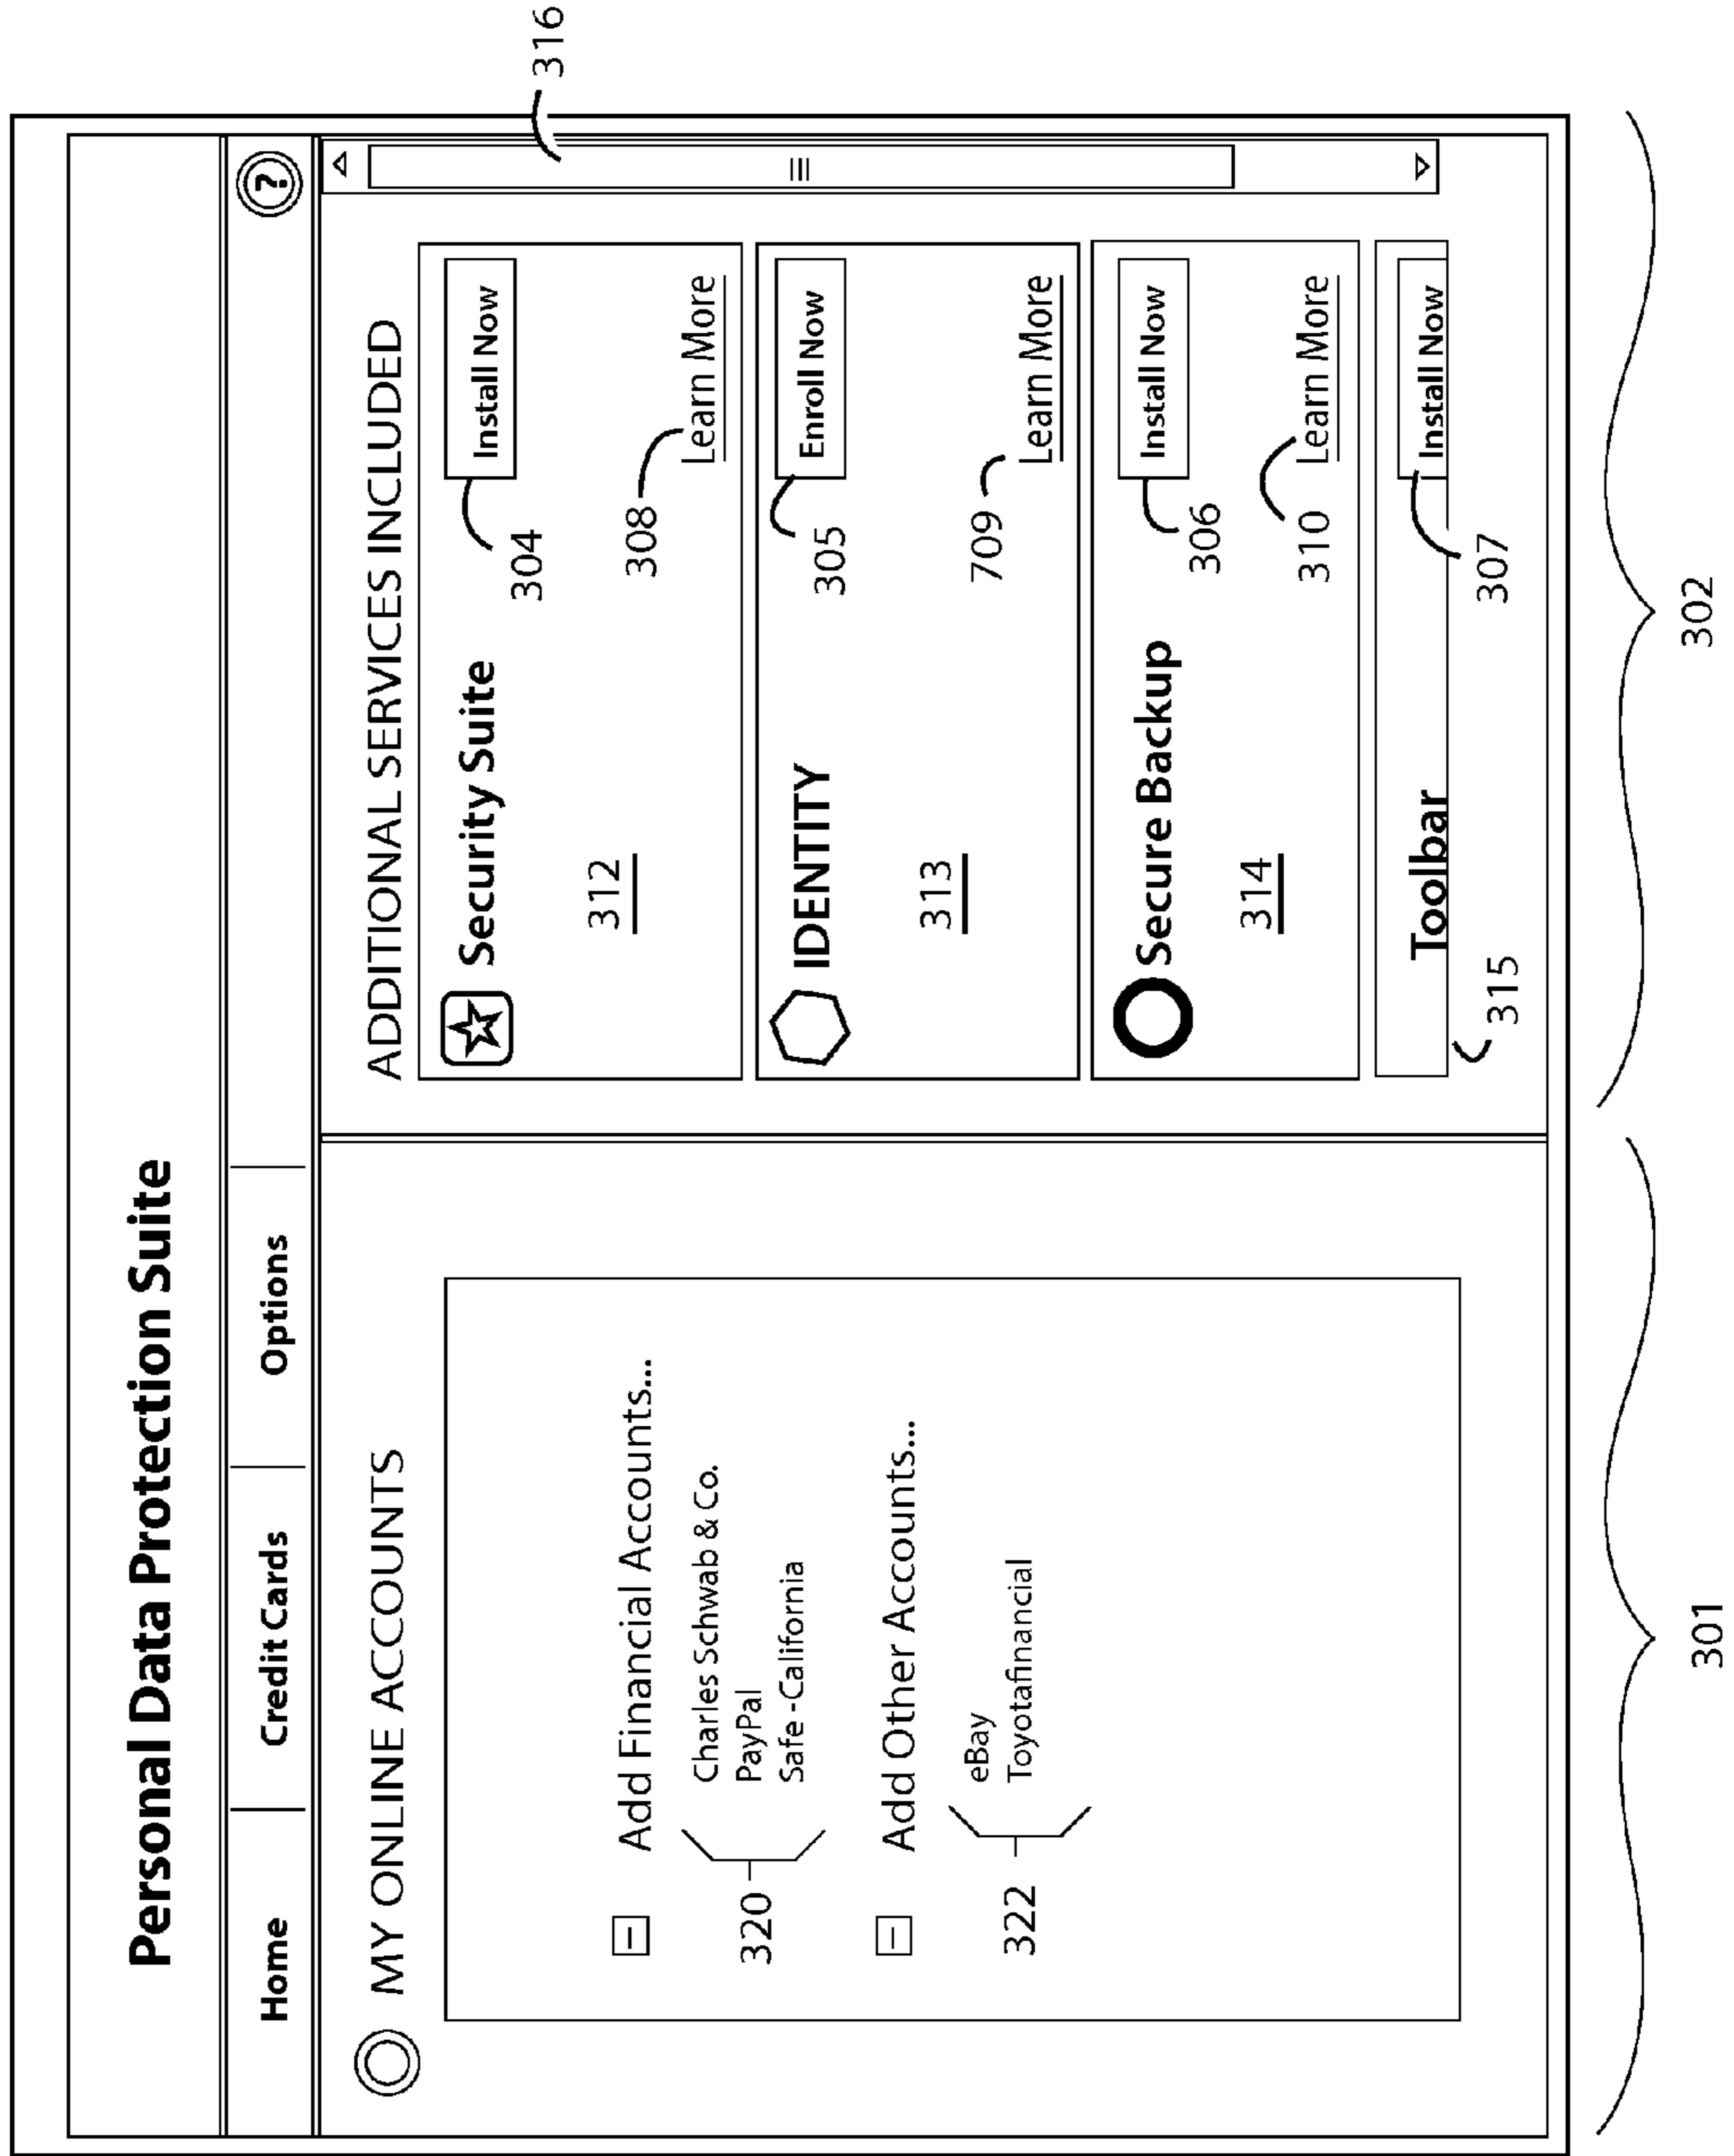 Personal Data Protection Suite
Home
Credit Cards
Options
?
MY ONLINE ACCOUNTS
Add Financial Accounts...
320
Charles Schwab & Co.
PayPal
Safe-California
Add Other Accounts...
322
eBay
Toyotafinancial
301
ADDITIONAL SERVICES INCLUDED
316
Security Suite
Install Now
304
312
308
Learn More
IDENTITY
Enroll Now
305
313
709
Learn More
Secure Backup
Install Now
306
314
310
Learn More
Toolbar
Install Now
315
307
302